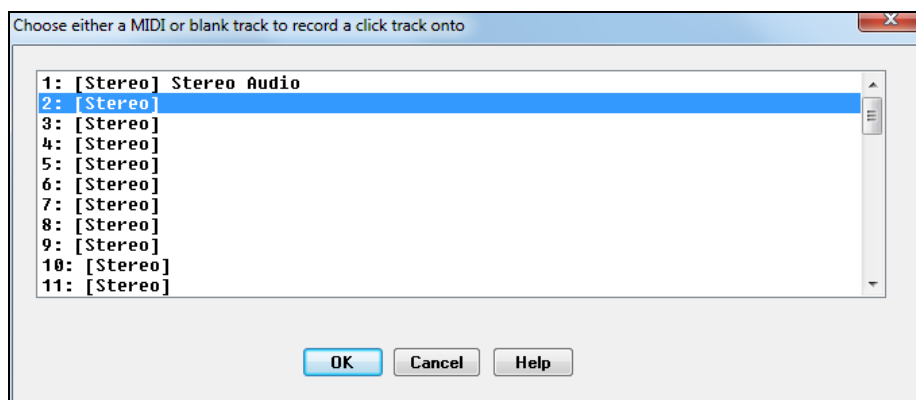 Choose either a MIDI or blank track to record a click track onto
1: [Stereo] Stereo Audio
2: [Stereo]
3: [Stereo]
4: [Stereo]
5: [Stereo]
6: [Stereo]
7: [Stereo]
8: [Stereo]
9: [Stereo]
10: [Stereo]
11: [Stereo]
OK Cancel Help